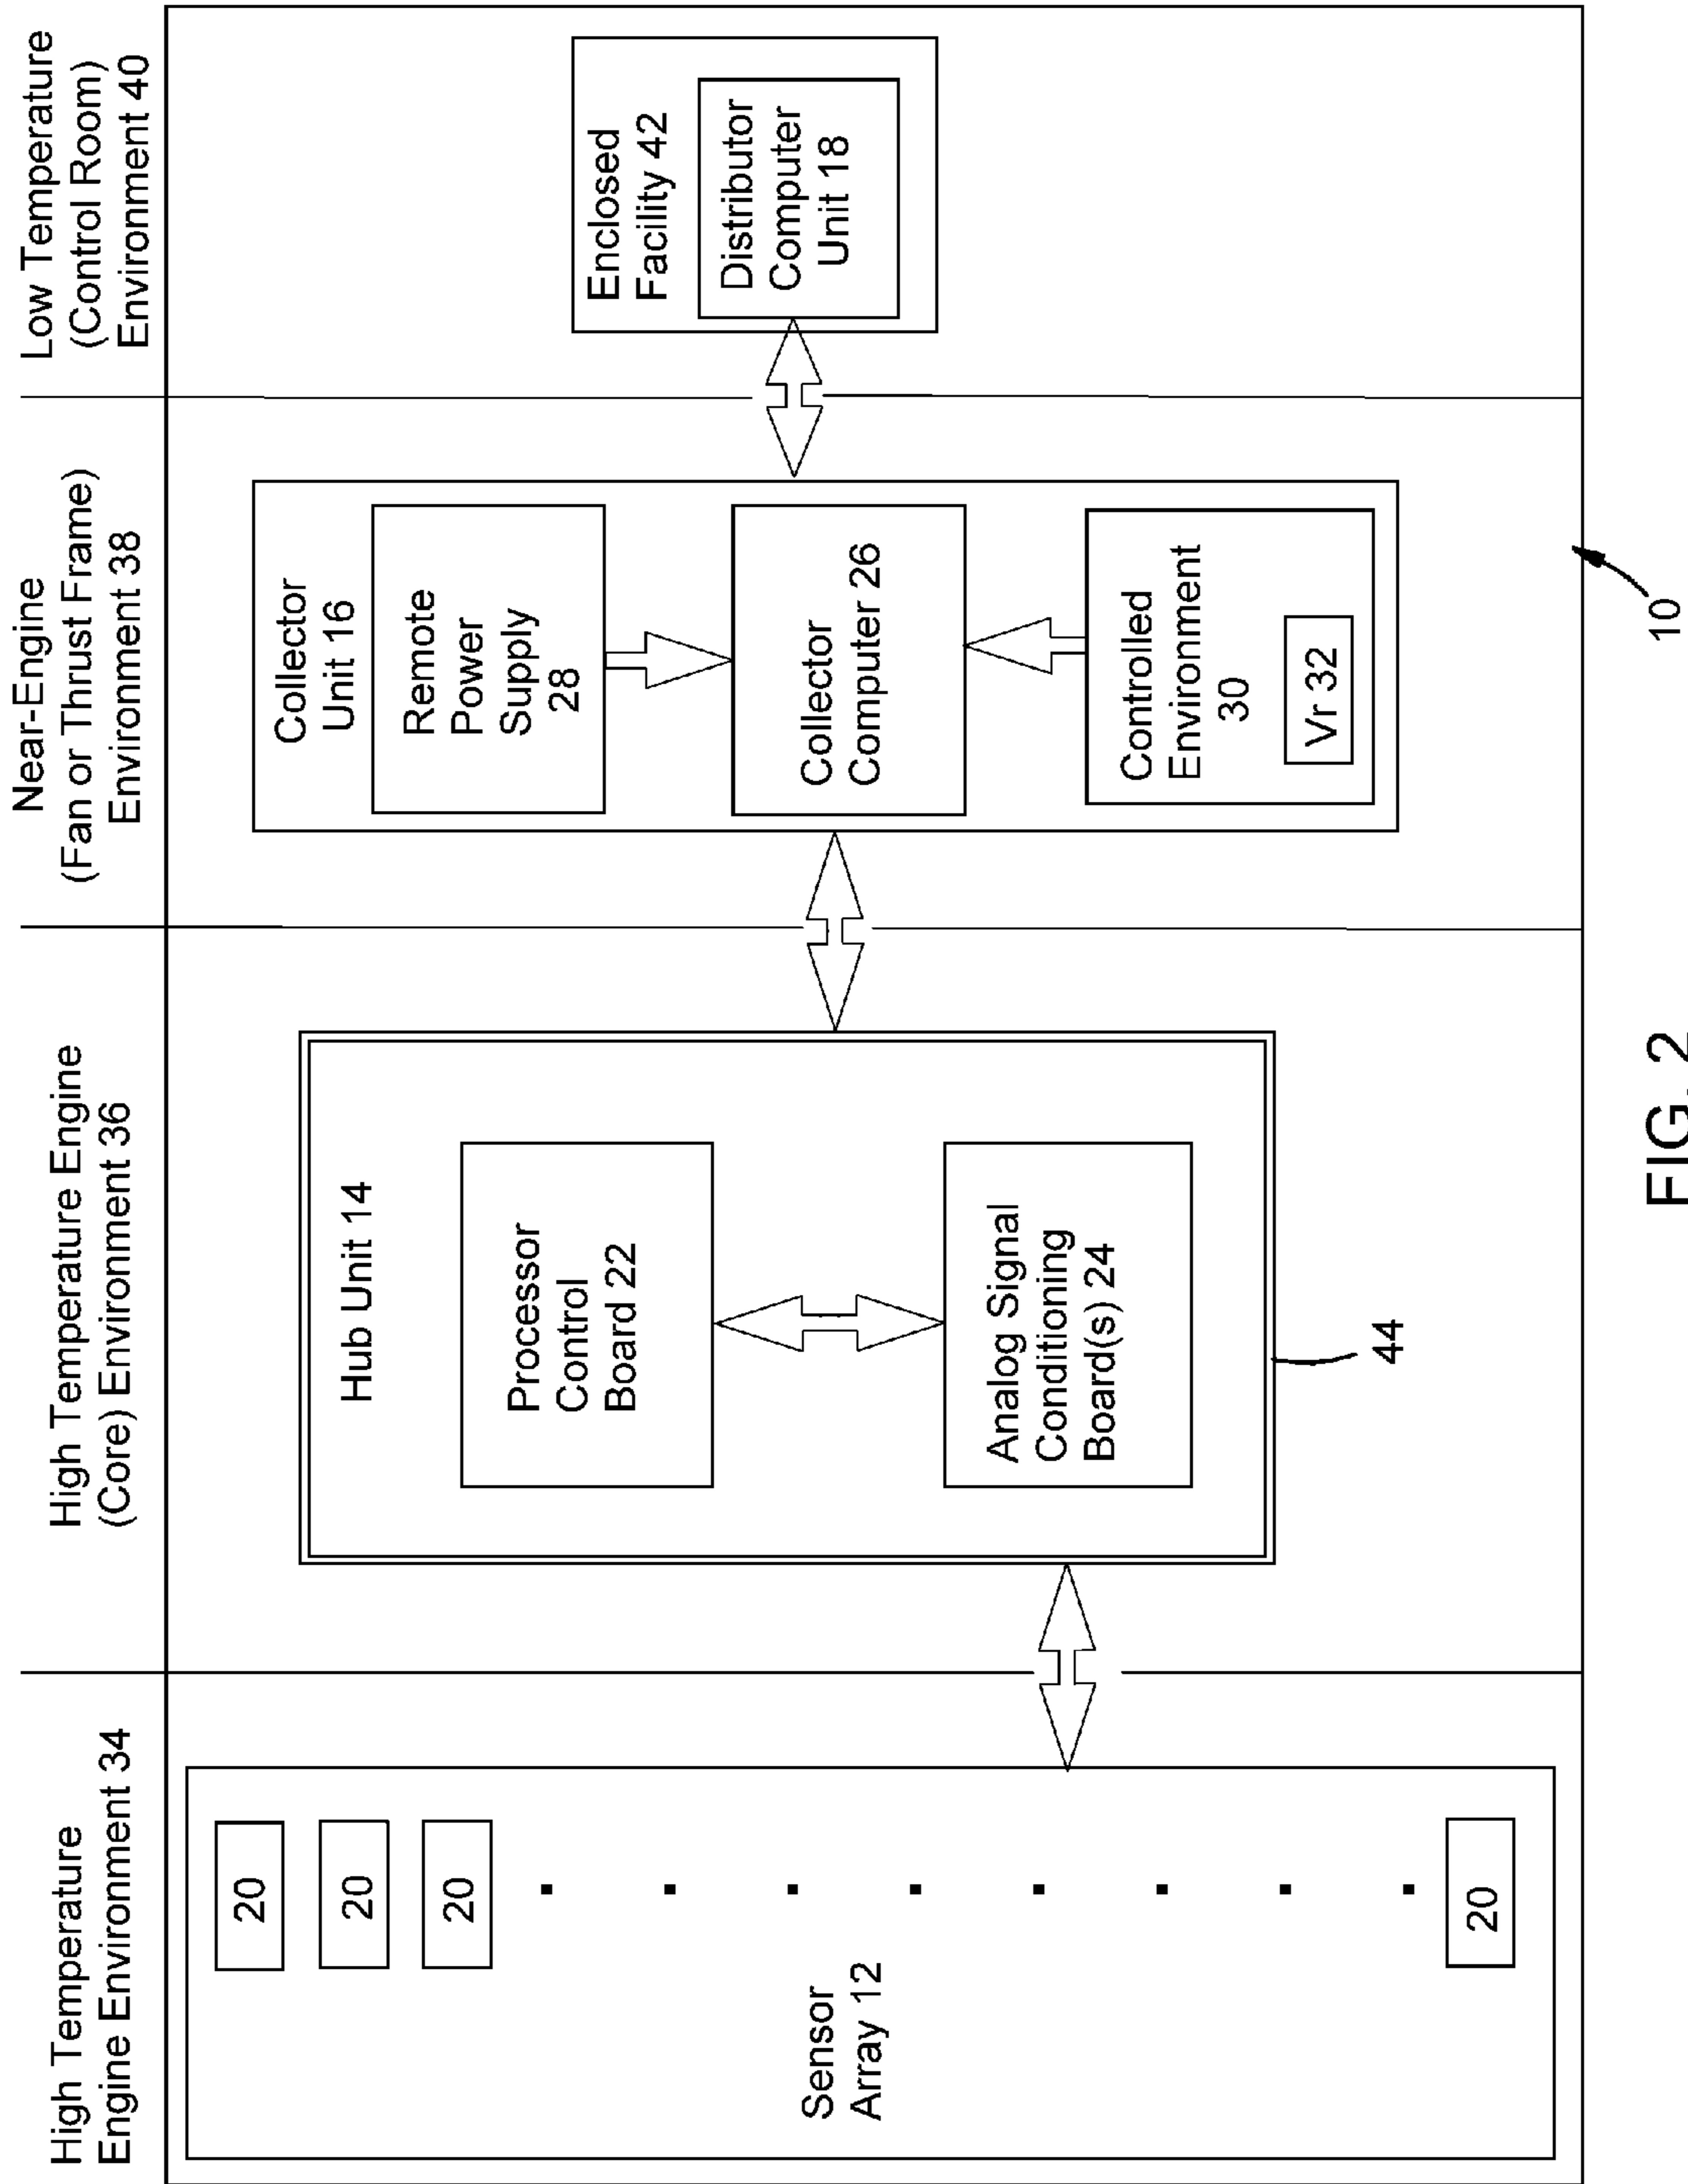 High Temperature
Engine Environment 34
High Temperature Engine
(Core) Environment 36
Near-Engine
(Fan or Thrust Frame)
Environment 38
Low Temperature
(Control Room)
Environment 40
20
20
20
20
Sensor
Array 12
Hub Unit 14
Processor
Control
Board 22
Analog Signal
Conditioning
Board(s) 24
44
Collector
Unit 16
Remote
Power
Supply
28
Collector
Computer 26
Controlled
Environment
30
Vr 32
Enclosed
Facility 42
Distributor
Computer
Unit 18
10
FIG. 2